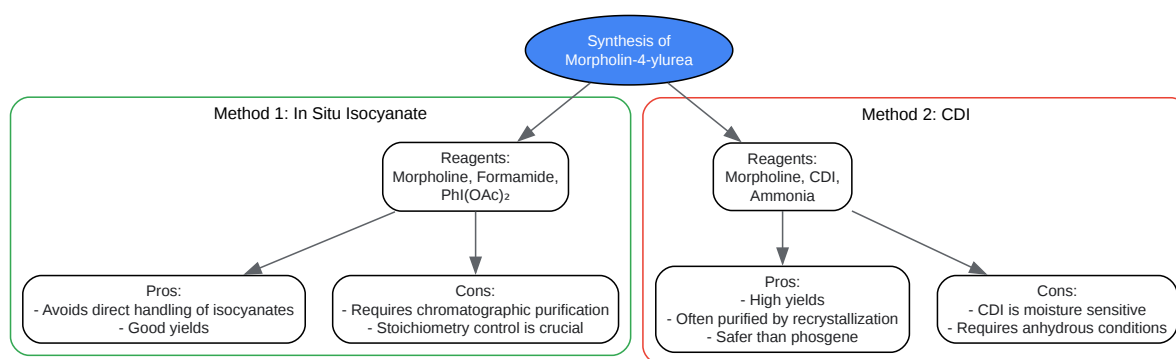 Synthesis of
Morpholin-4-ylurea
Method 1: In Situ Isocyanate
Reagents:
Morpholine, Formamide,
PhI(OAc)₂
Pros:
- Avoids direct handling of isocyanates
- Good yields
Cons:
- Requires chromatographic purification
- Stoichiometry control is crucial
Method 2: CDI
Reagents:
Morpholine, CDI,
Ammonia
Pros:
- High yields
- Often purified by recrystallization
- Safer than phosgene
Cons:
- CDI is moisture sensitive
- Requires anhydrous conditions